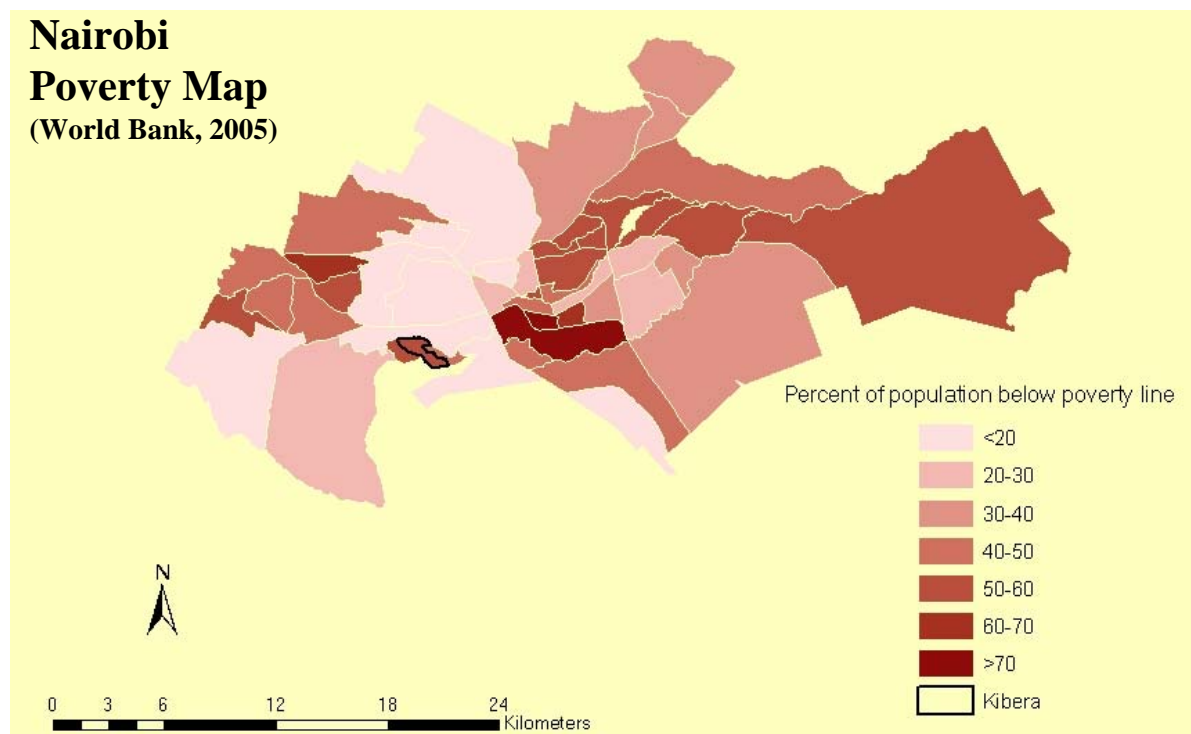 Nairobi
Poverty Map
(World Bank, 2005)
Percent of population below poverty line
<20
20-30
30-40
40-50
50-60
60-70
>70
Kibera
N
0 3 6 12 18 24
Kilometers